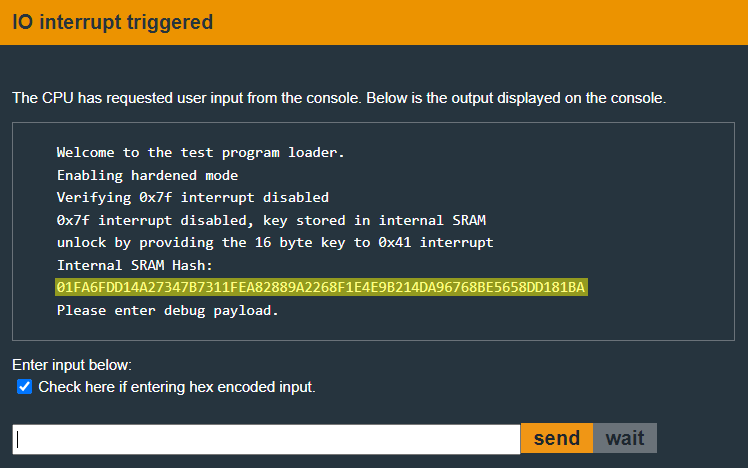 IO interrupt triggered
The CPU has requested user input from the console. Below is the output displayed on the console.
Welcome to the test program loader.
Enabling hardened mode
Verifying 0x7f interrupt disabled
0x7f interrupt disabled, key stored in internal SRAM
unlock by providing the 16 byte key to 0x41 interrupt
Internal SRAM Hash:
01FA6FDD14A27347B7311FEA82889A2268F1E4E9B214DA96768BE5658DD181BA
Please enter debug payload.
Enter input below:
Check here if entering hex encoded input.
send wait